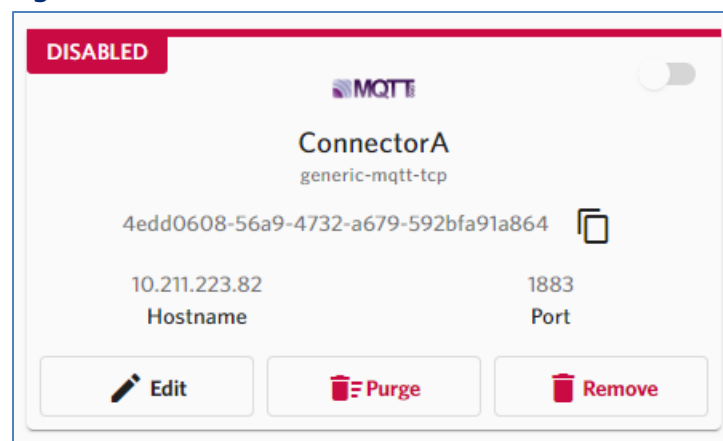 DISABLED
MQTT
ConnectorA
generic-mqtt-tcp
4edd0608-56a9-4732-a679-592bfa91a864
10.211.223.82 1883
Hostname Port
Edit Purge Remove